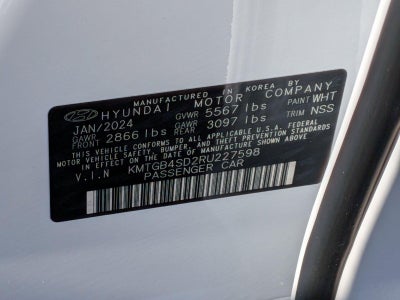 MANUFACTURED IN KOREA BY
HYUNDAI MOTOR COMPANY
JAN/2024 GVWR 5567 lbs PAINT WHT
GAWR FRONT 2866 lbs GAWR REAR 3097 lbs TRIM NSS
THIS VEHICLE CONFORMS TO ALL APPLICABLE U.S.A. FEDERAL
MOTOR VEHICLE SAFETY, BUMPER, AND THEFT PREVENTION STANDARDS
IN EFFECT ON THE DATE OF MANUFACTURE SHOWN ABOVE.
V.I.N KMTGB4SD2RU227598
PASSENGER CAR